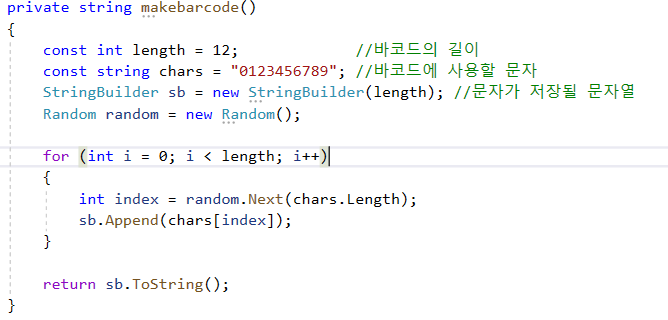 private string makebarcode()
{
const int length = 12; //바코드의 길이
const string chars = "0123456789"; //바코드에 사용할 문자
StringBuilder sb = new StringBuilder(length); //문자가 저장될 문자열
Random random = new Random();
for (int i = 0; i < length; i++)
{
int index = random.Next(chars.Length);
sb.Append(chars[index]);
}
return sb.ToString();
}